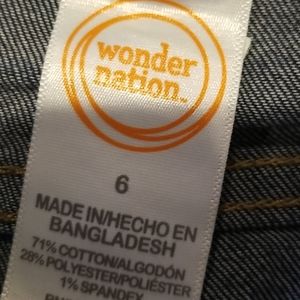 wonder
nation.
6
MADE IN/HECHO EN
BANGLADESH
71% COTTON/ALGODÓN
28% POLYESTER/POLIÉSTER
1% SPANDEX